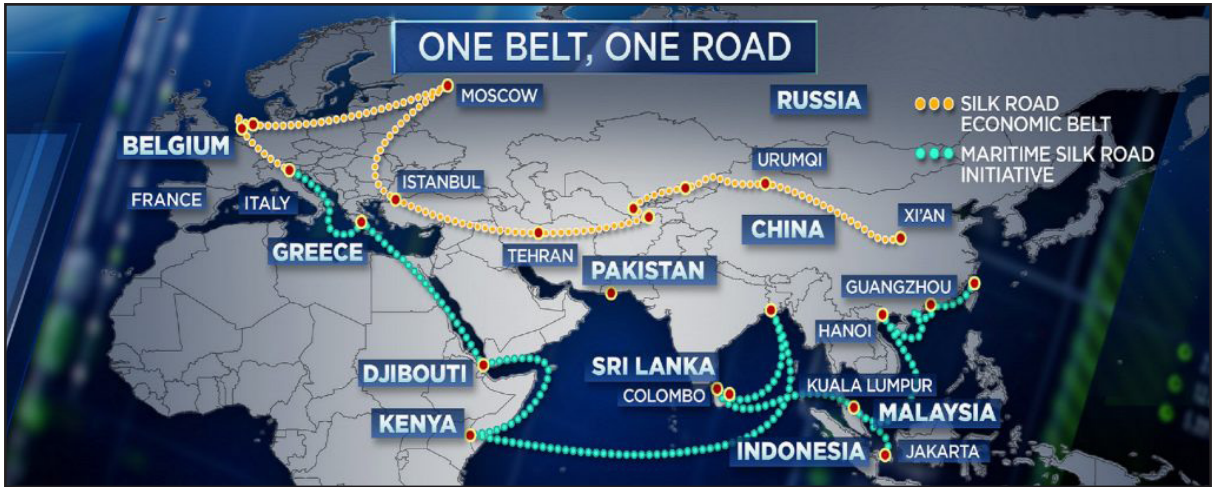 ONE BELT, ONE ROAD
MOSCOW
RUSSIA
SILK ROAD
ECONOMIC BELT
MARITIME SILK ROAD
INITIATIVE
BELGIUM
URUMQI
FRANCE
ITALY
ISTANBUL
XI'AN
CHINA
GREECE
TEHRAN
PAKISTAN
GUANGZHOU
HANOI
DJIBOUTI
SRI LANKA
COLOMBO
KUALA LUMPUR
MALAYSIA
KENYA
INDONESIA
JAKARTA